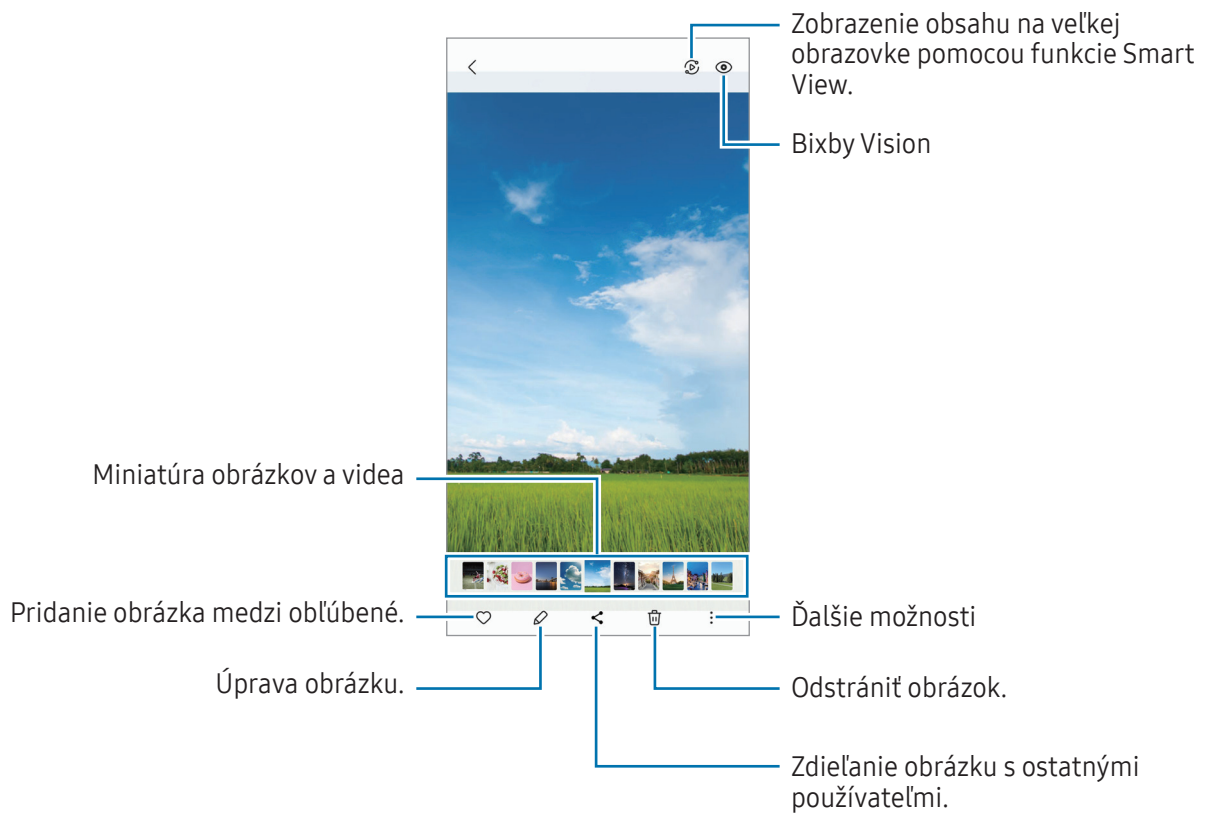 Zobrazenie obsahu na veľkej
obrazovke pomocou funkcie Smart
View.
Bixby Vision
Miniatúra obrázkov a videa
Pridanie obrázka medzi obľúbené.
Ďalšie možnosti
Úprava obrázku.
Odstrániť obrázok.
Zdieľanie obrázku s ostatnými
používateľmi.